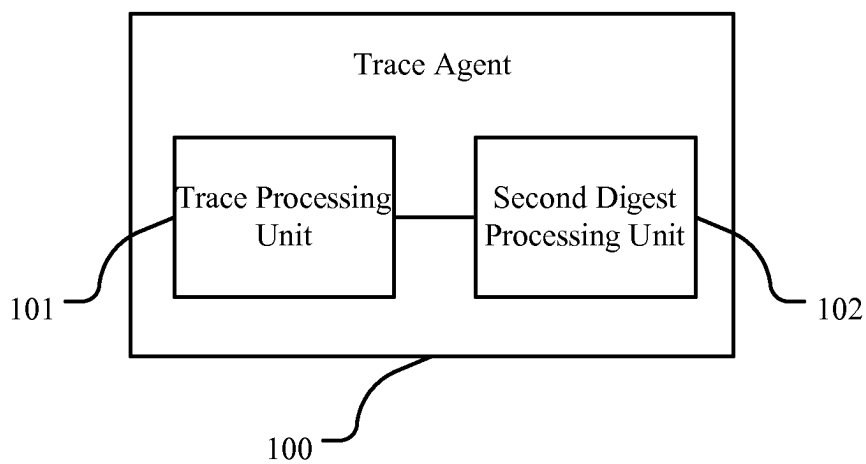 Trace Agent
Trace Processing
Unit
Second Digest
Processing Unit
101
102
100